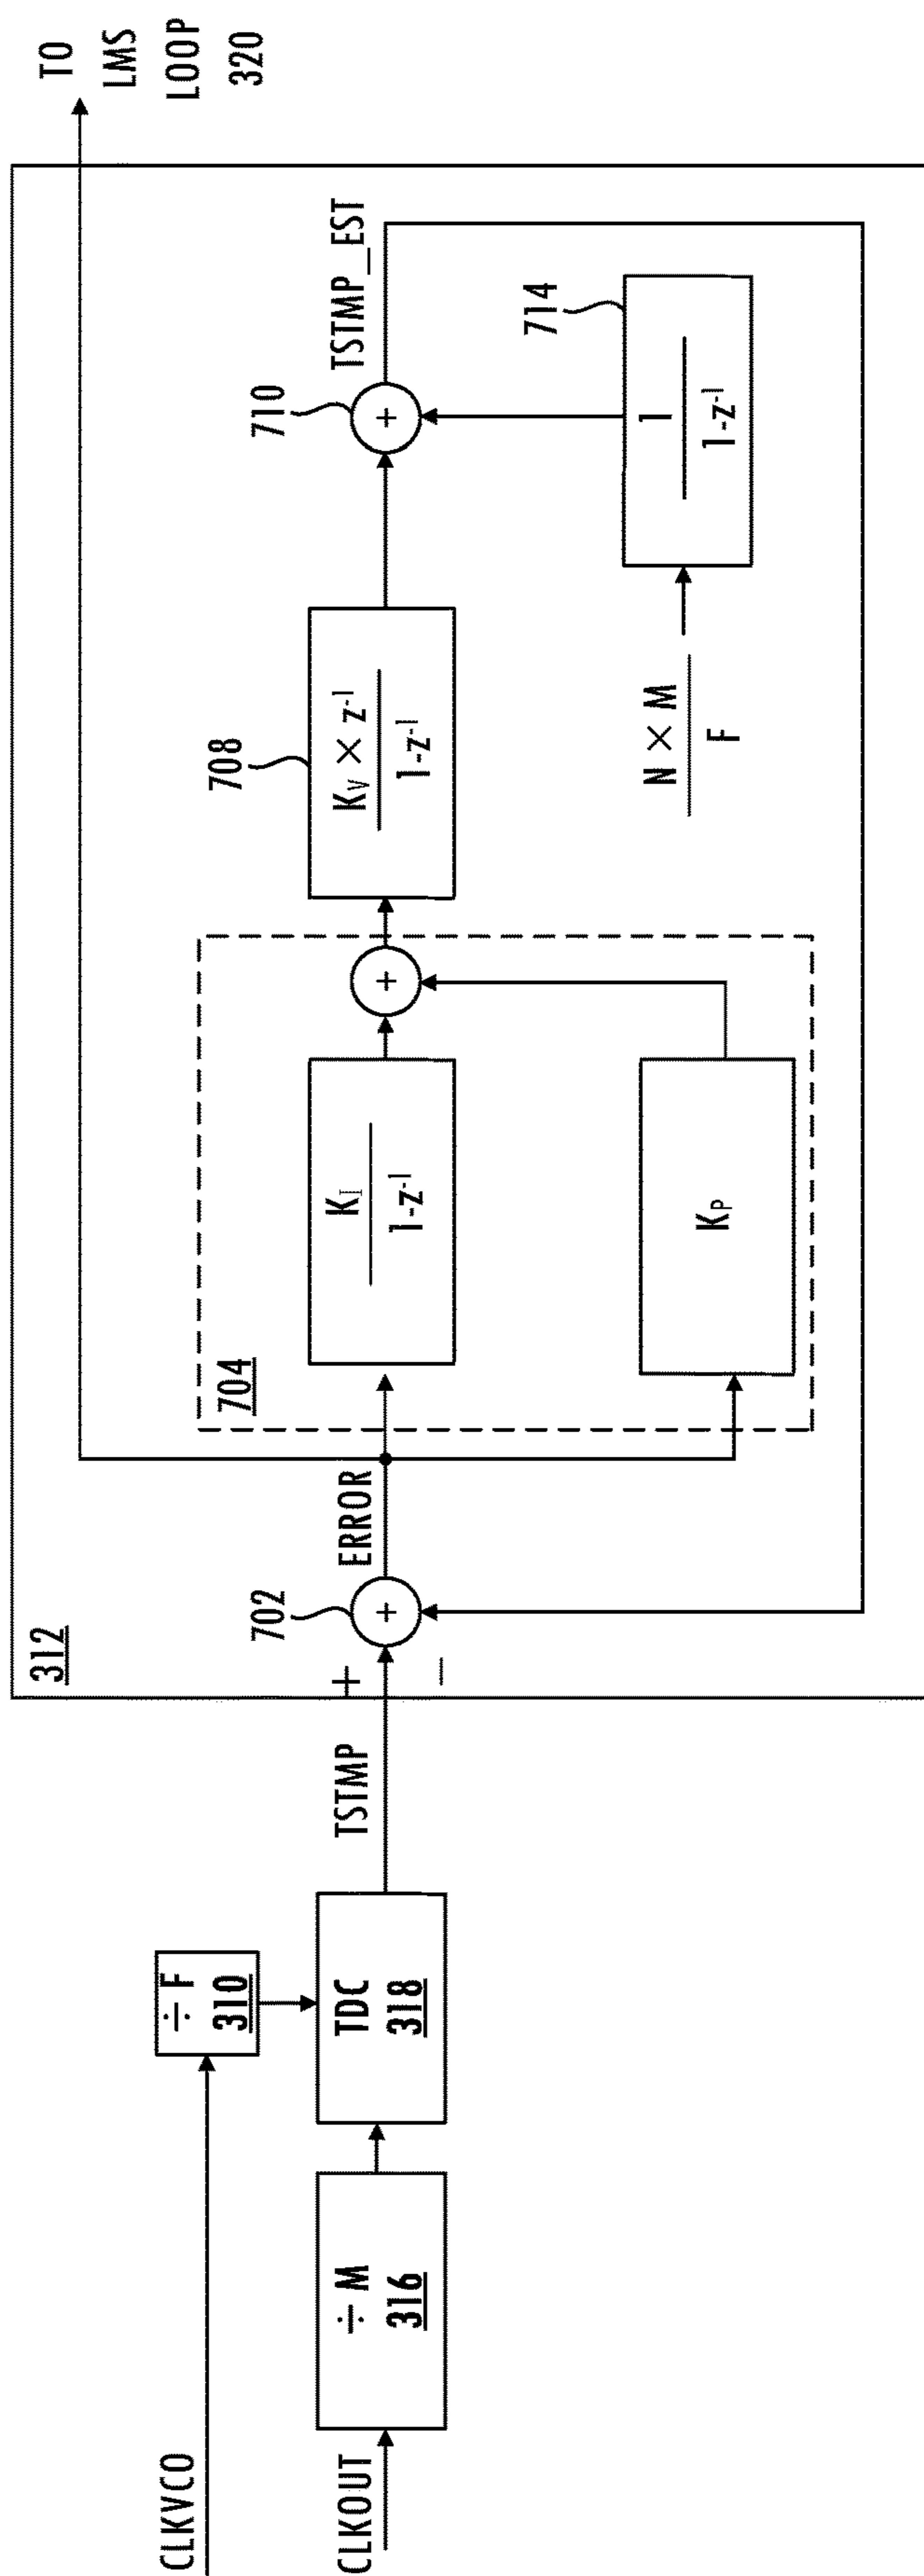 CLKVCO
CLKOUT
÷ M
316
÷ F
310
TDC
318
TSTMP
+
−
312
702
+
ERROR
704
K_I
1-z⁻¹
K_P
+
708
K_V × z⁻¹
1-z⁻¹
N × M
F
710
+
TSTMP_EST
714
1
1-z⁻¹
TO
LMS
LOOP
320